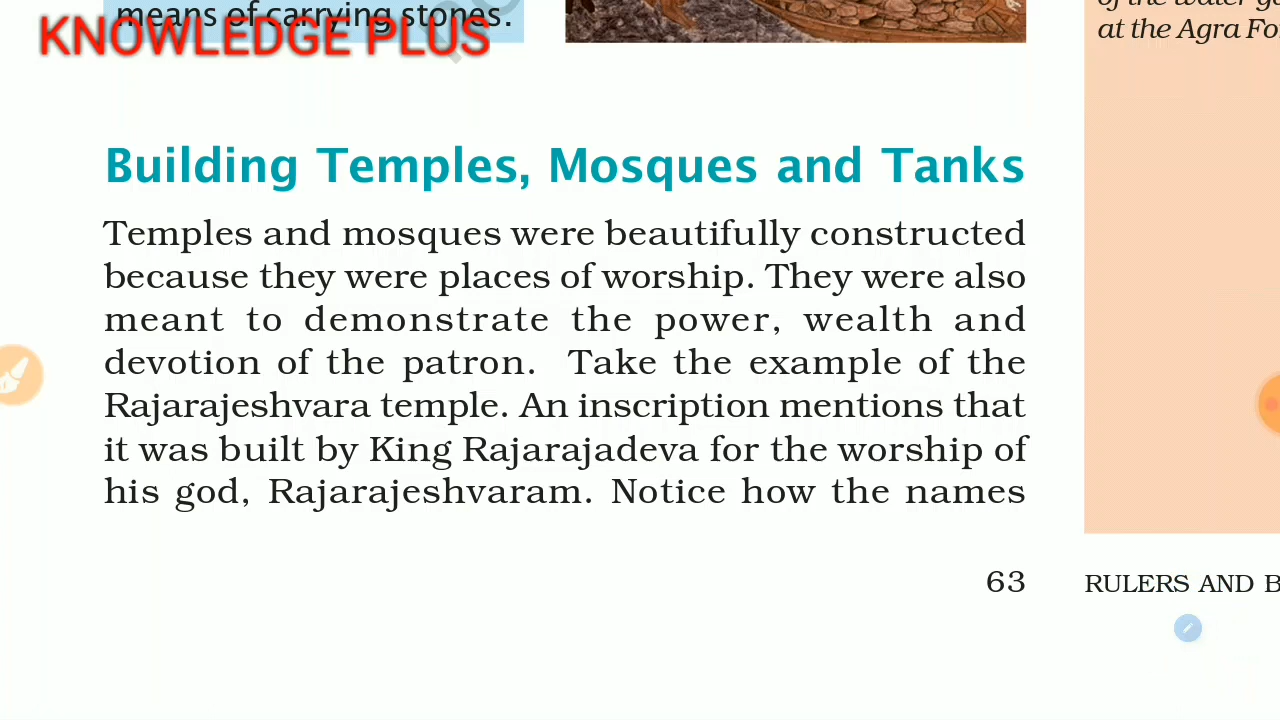 means of carrying stones.
KNOWLEDGE PLUS
at the Agra Fo
Building Temples, Mosques and Tanks
Temples and mosques were beautifully constructed
because they were places of worship. They were also
meant to demonstrate the power, wealth and
devotion of the patron. Take the example of the
Rajarajeshvara temple. An inscription mentions that
it was built by King Rajarajadeva for the worship of
his god, Rajarajeshvaram. Notice how the names
63
RULERS AND B